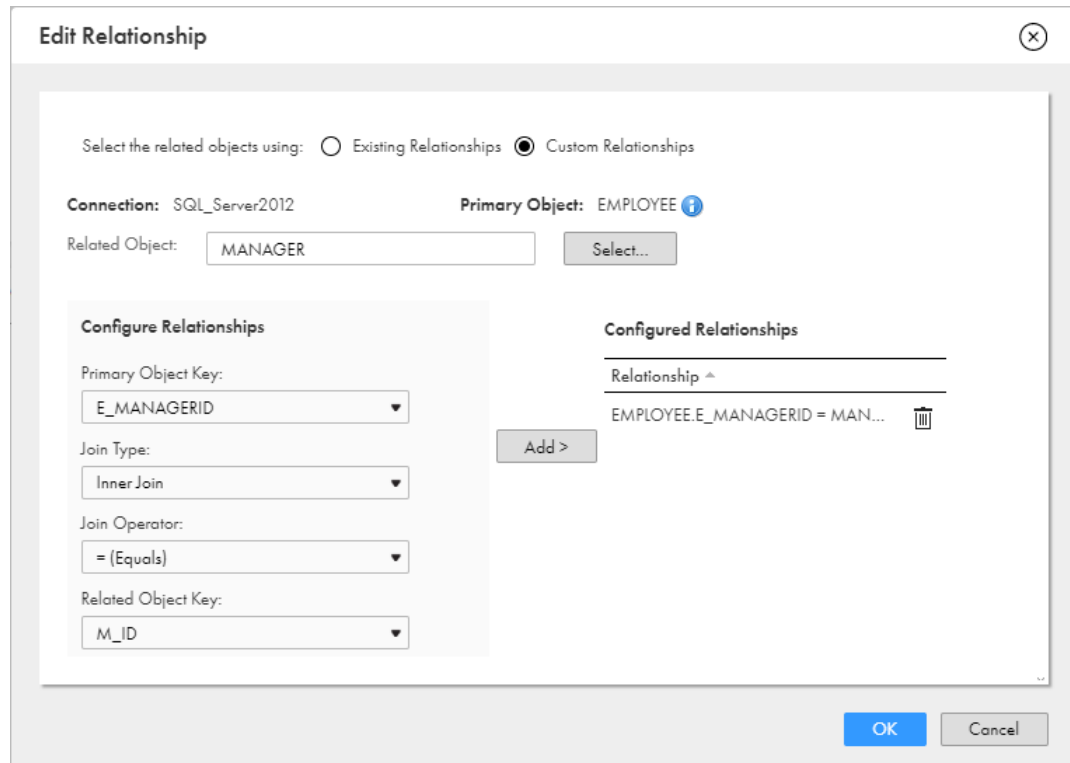 Edit Relationship
Select the related objects using: Existing Relationships Custom Relationships
Connection: SQL_Server2012 Primary Object: EMPLOYEE
Related Object: MANAGER Select...
Configure Relationships
Primary Object Key:
E_MANAGERID
Join Type:
Inner Join
Join Operator:
= (Equals)
Related Object Key:
M_ID
Add >
Configured Relationships
Relationship
EMPLOYEE.E_MANAGERID = MAN...
OK Cancel